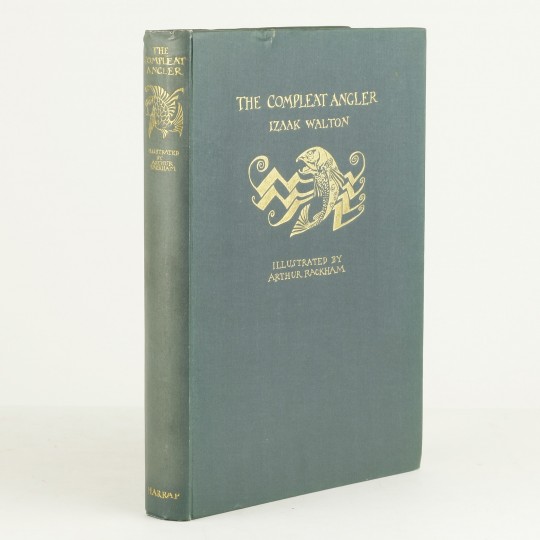 THE
COMPLEAT
ANGLER
ILLUSTRATED
BY
ARTHUR
RACKHAM
HARRAP
THE COMPLEAT ANGLER
IZAAK WALTON
ILLUSTRATED BY
ARTHUR RACKHAM